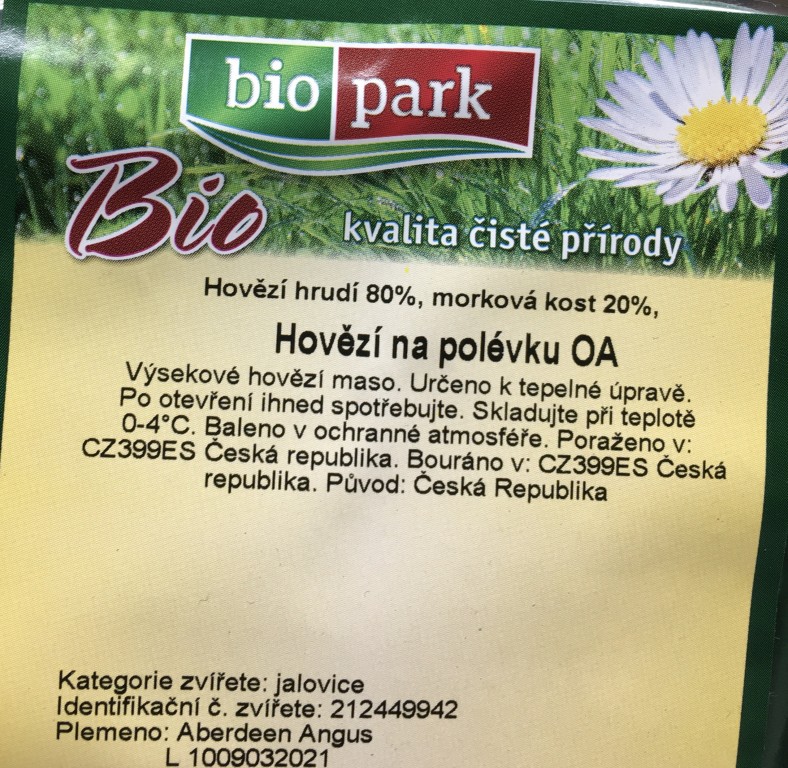 bio park
Bio
kvalita čisté přírody
Hovězí hrudí 80%, morková kost 20%,
Hovězí na polévku OA
Výsekové hovězí maso. Určeno k tepelné úpravě.
Po otevření ihned spotřebujte. Skladujte při teplotě
0-4°C. Baleno v ochranné atmosféře. Poraženo v:
CZ399ES Česká republika. Bouráno v: CZ399ES Česká
republika. Původ: Česká Republika
Kategorie zvířete: jalovice
Identifikační č. zvířete: 212449942
Plemeno: Aberdeen Angus
L 1009032021